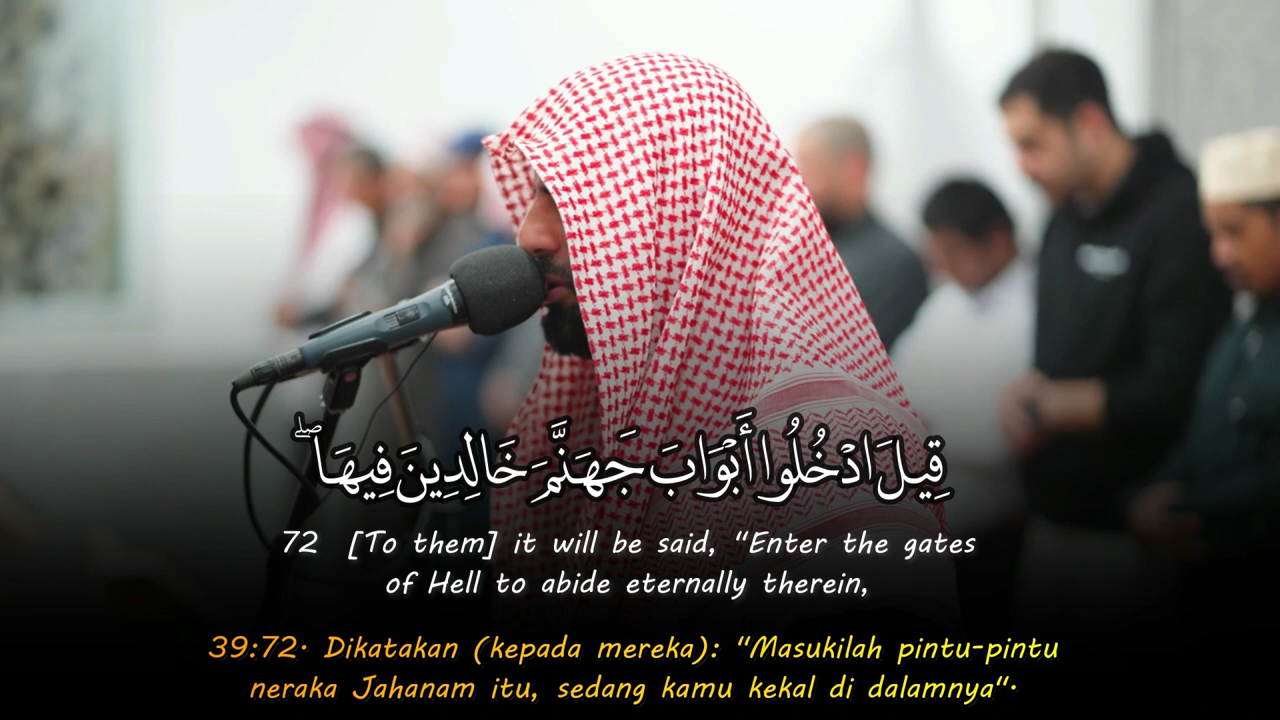 قِيلَ ادْخُلُوا أَبْوَابَ جَهَنَّمَ خَالِدِينَ فِيهَا ۖ
72 [To them] it will be said, “Enter the gates
of Hell to abide eternally therein,
39:72· Dikatakan (kepada mereka): “Masukilah pintu-pintu
neraka Jahanam itu, sedang kamu kekal di dalamnya“·